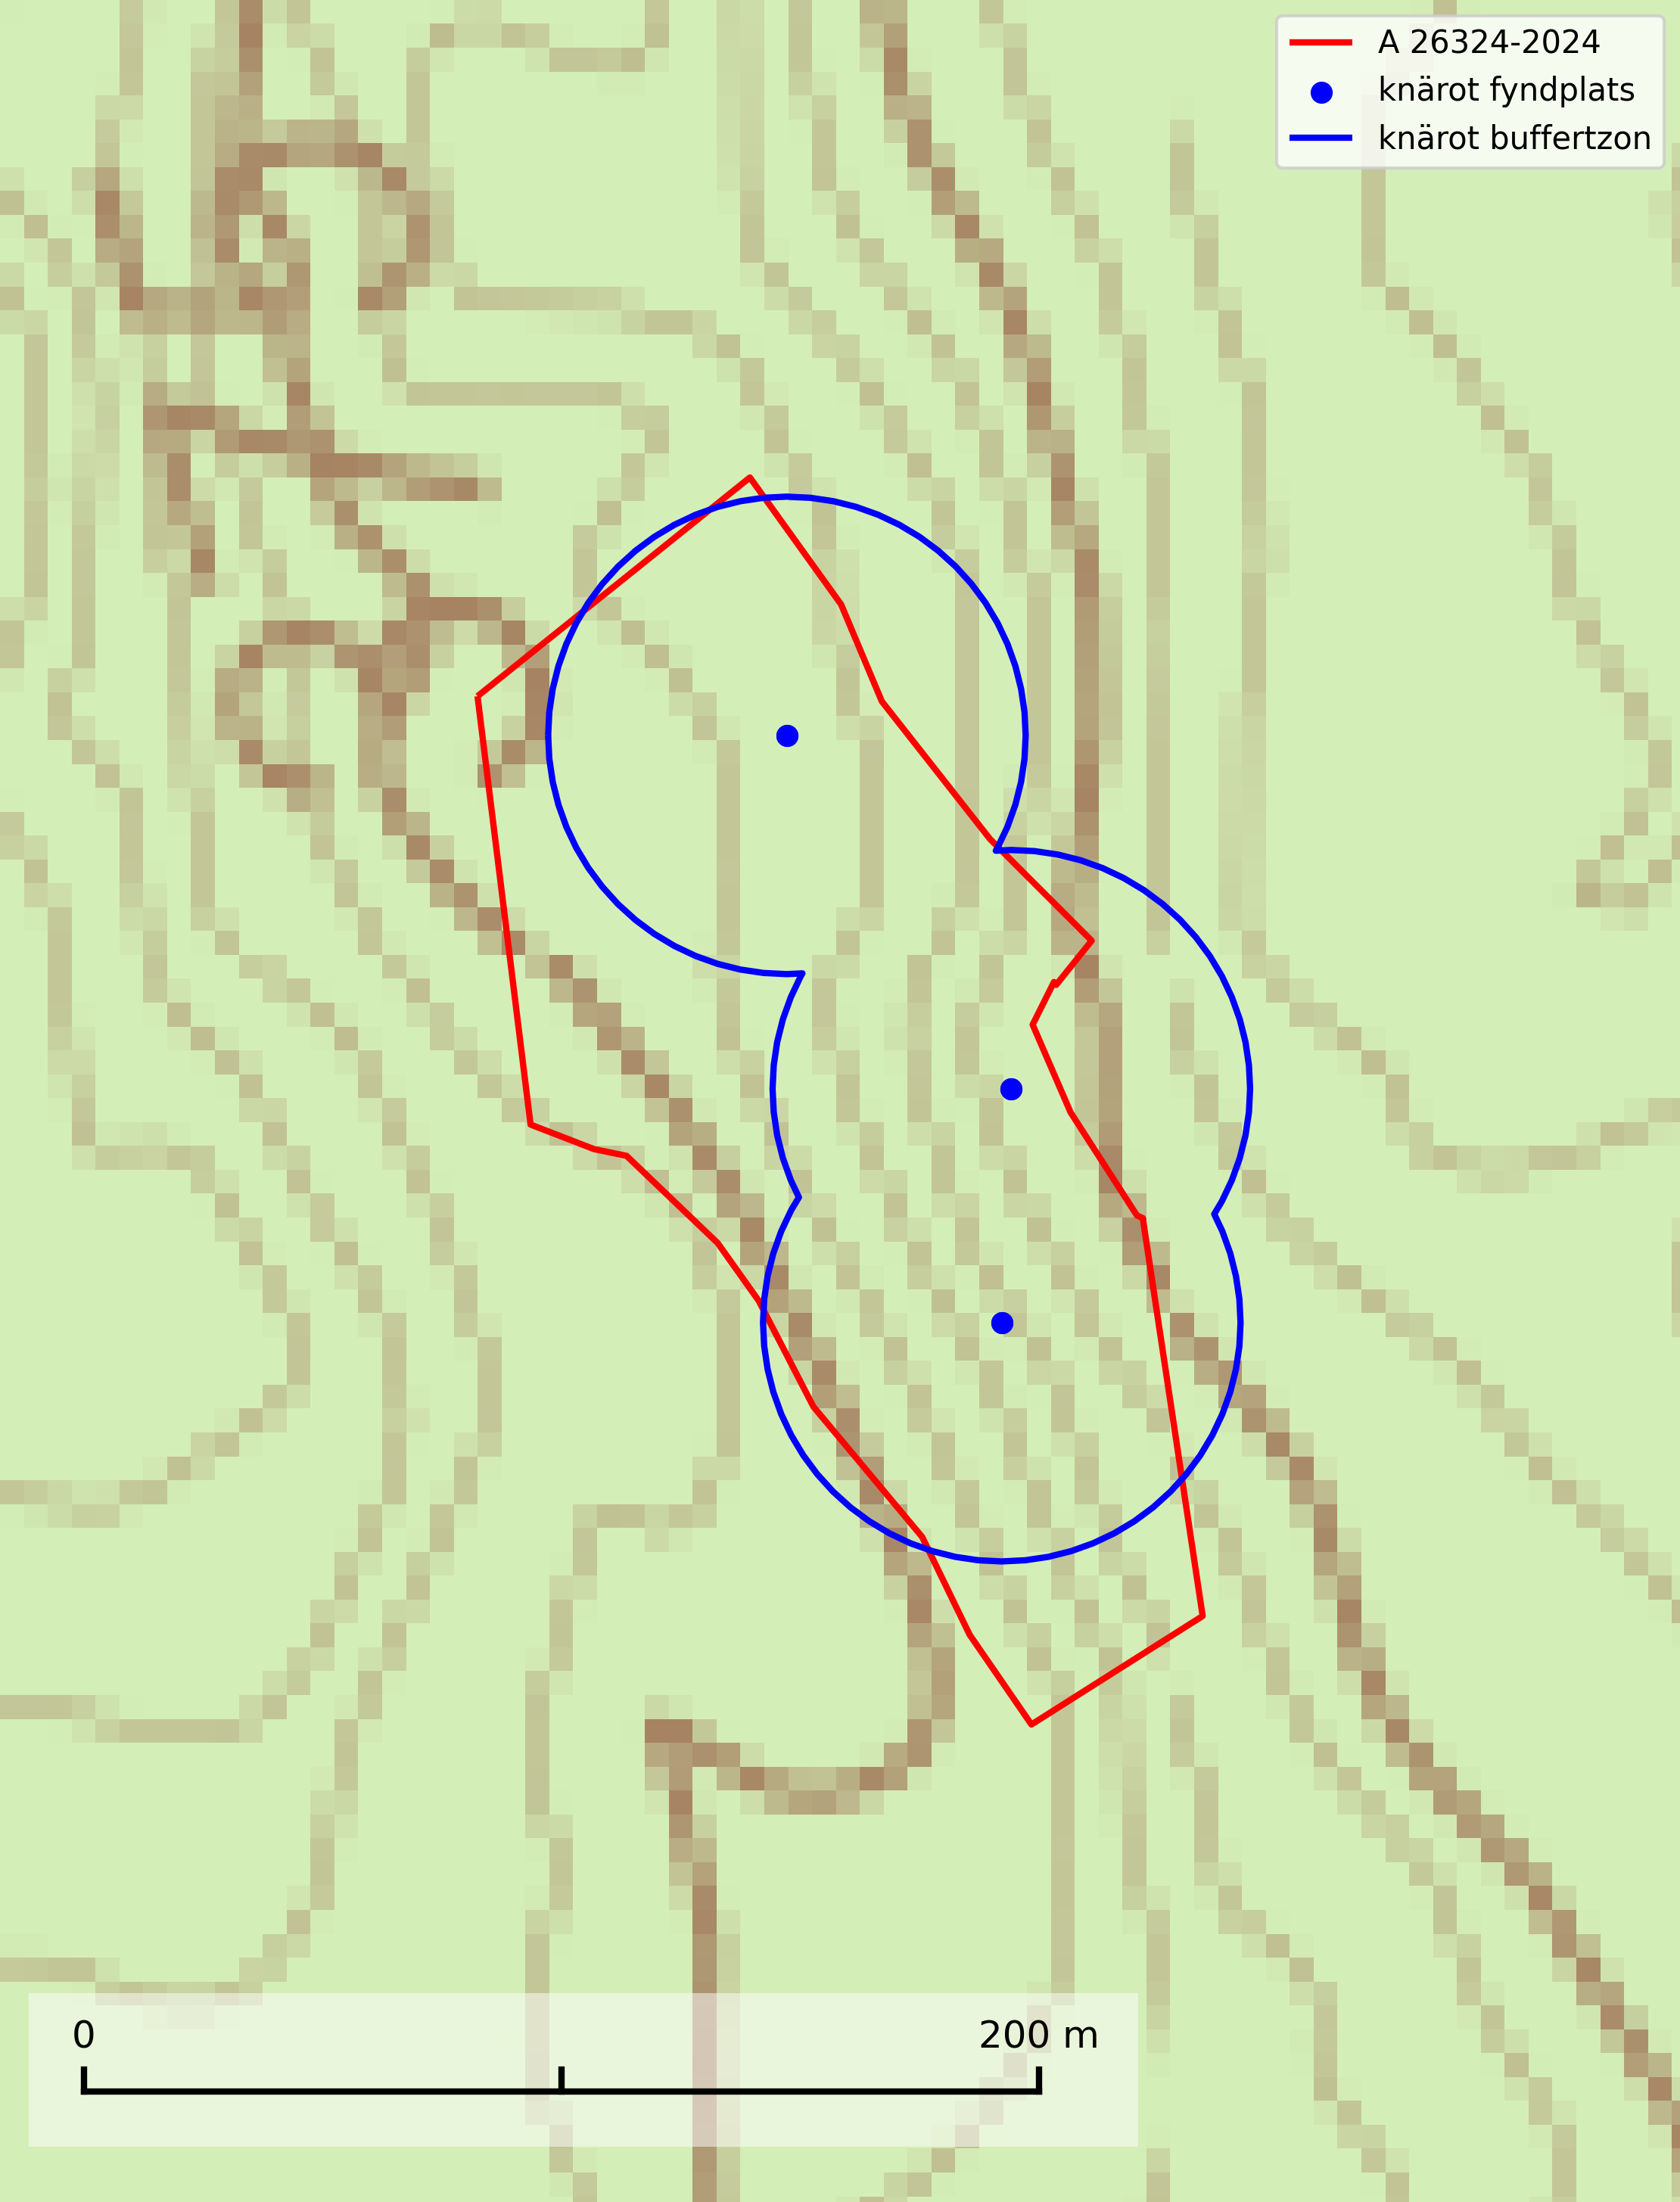 A 26324-2024
knärot fyndplats
knärot buffertzon
0 200 m